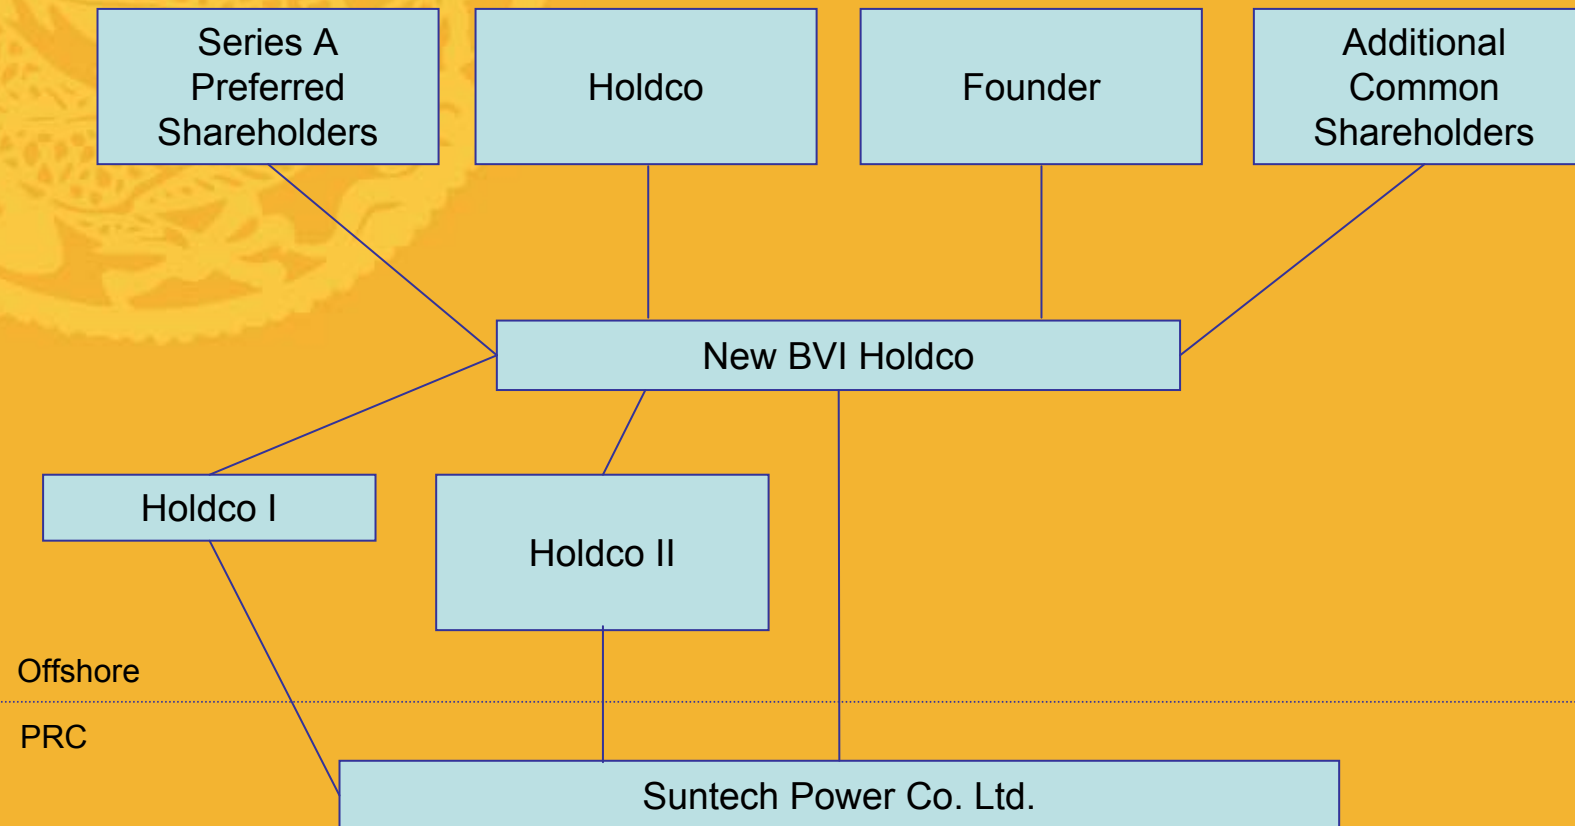 Series A
Preferred
Shareholders
Holdco
Founder
Additional
Common
Shareholders
New BVI Holdco
Holdco I
Holdco II
Offshore
PRC
Suntech Power Co. Ltd.